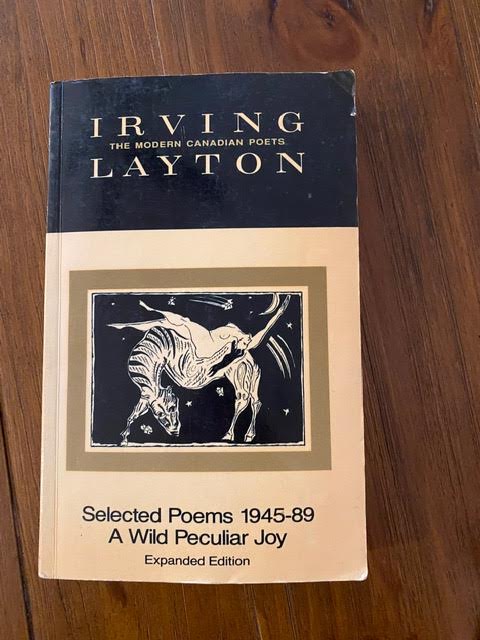 IRVING
THE MODERN CANADIAN POETS
LAYTON
Selected Poems 1945-89
A Wild Peculiar Joy
Expanded Edition